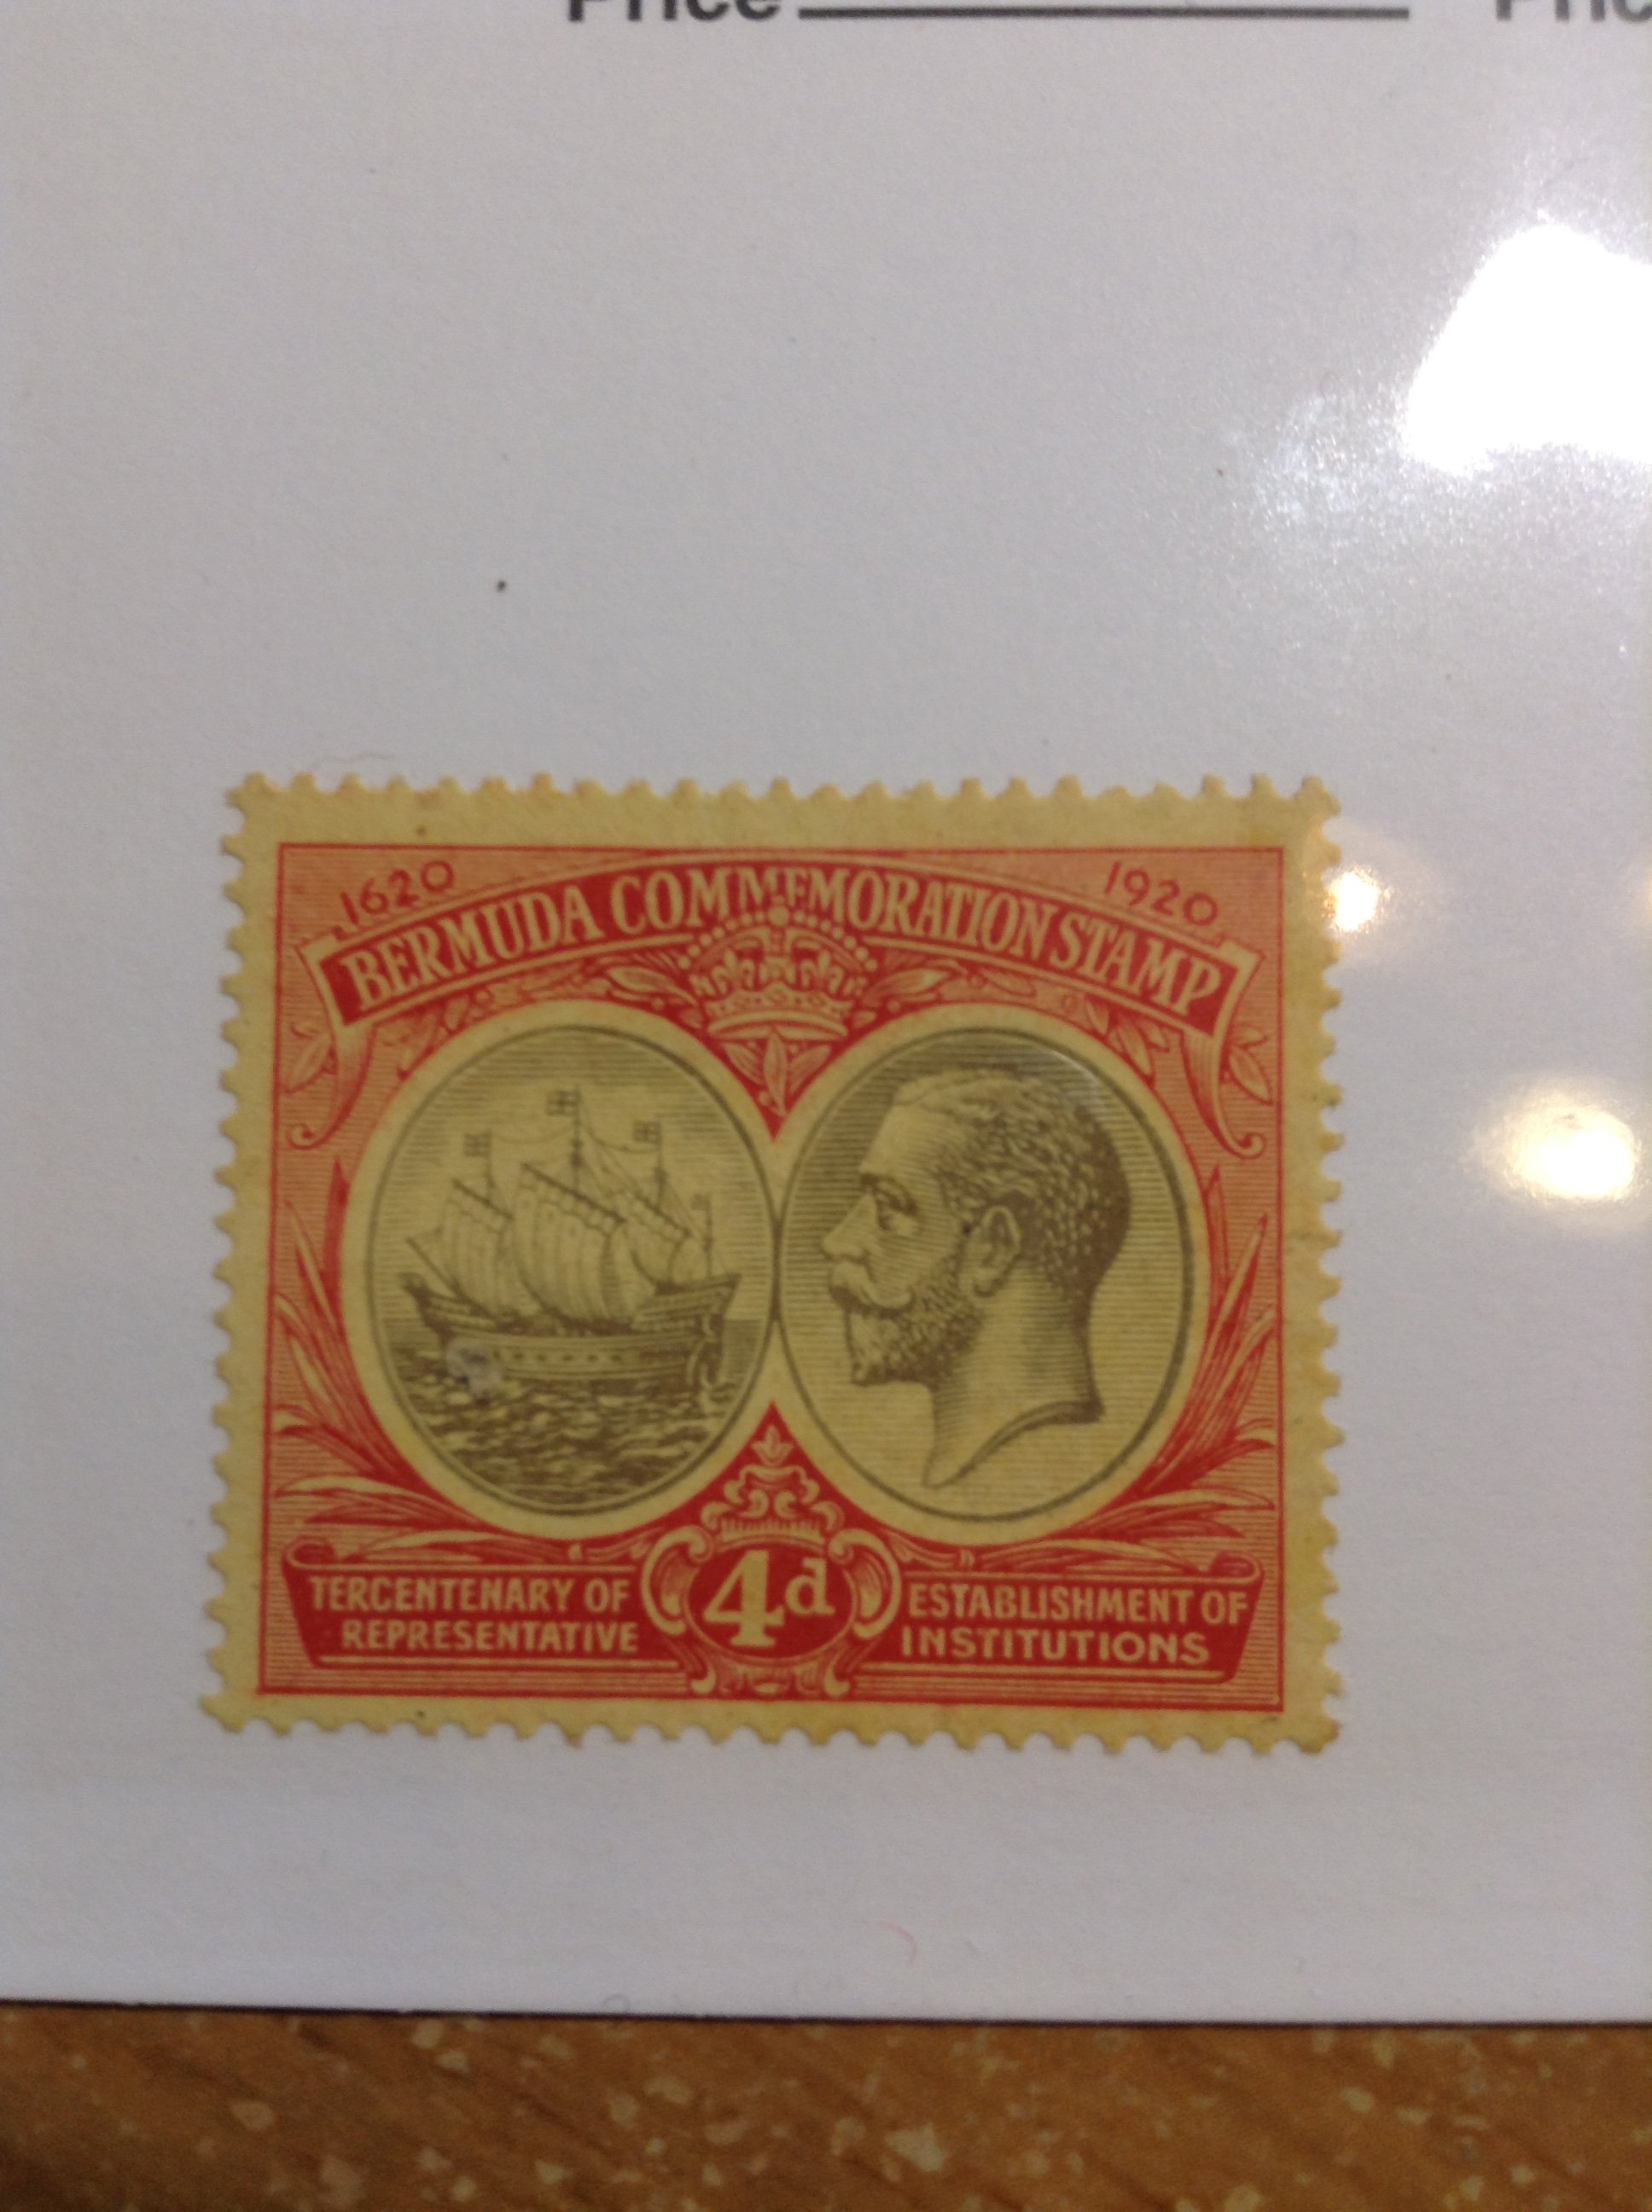 Price
1620 1920
BERMUDA COMMEMORATION STAMP
TERCENTENARY OF
REPRESENTATIVE
4d
ESTABLISHMENT OF
INSTITUTIONS